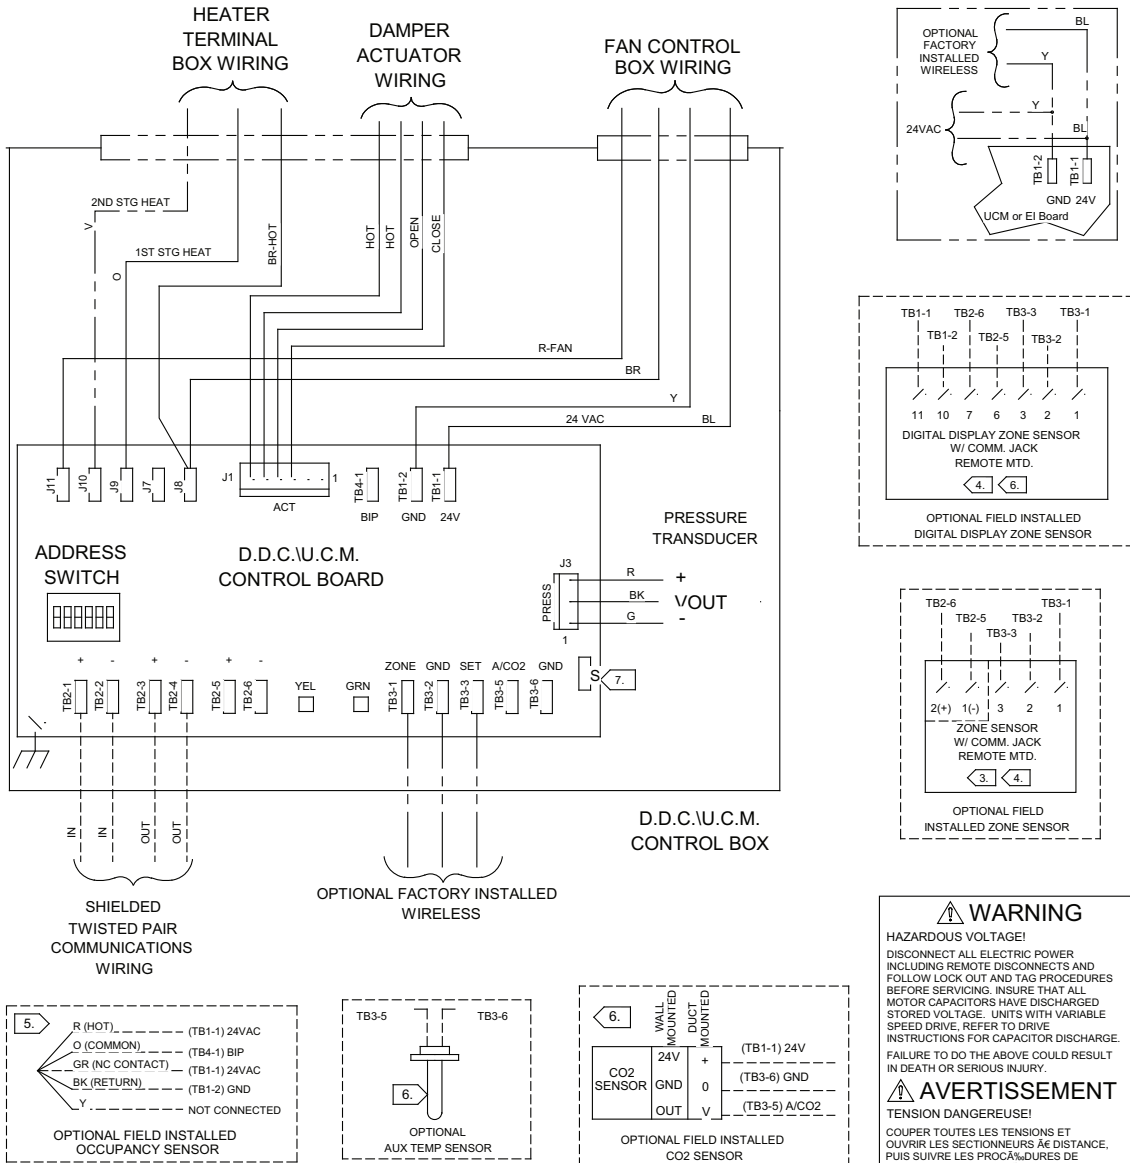 HEATER
TERMINAL
BOX WIRING
DAMPER
ACTUATOR
WIRING
FAN CONTROL
BOX WIRING
2ND STG HEAT
V
1ST STG HEAT
O
BR-HOT
HOT
HOT
OPEN
CLOSE
R-FAN
BR
Y
24 VAC
BL
J11
J10
J9
J7
J8
J1
1
ACT
TB4-1
BIP
TB1-2
GND
TB1-1
24V
ADDRESS
SWITCH
D.D.C.\U.C.M.
CONTROL BOARD
PRESSURE
TRANSDUCER
J3
PRESS
1
R
+
BK
VOUT
G
-
+
-
+
-
+
-
TB2-1
TB2-2
TB2-3
TB2-4
TB2-5
TB2-6
YEL
GRN
ZONE
GND
SET
A/CO2
GND
TB3-1
TB3-2
TB3-3
TB3-5
TB3-6
S
7.
IN
IN
OUT
OUT
SHIELDED
TWISTED PAIR
COMMUNICATIONS
WIRING
OPTIONAL FACTORY INSTALLED
WIRELESS
D.D.C.\U.C.M.
CONTROL BOX
OPTIONAL
FACTORY
INSTALLED
WIRELESS
BL
Y
Y
24VAC
BL
TB1-2
TB1-1
GND 24V
UCM or EI Board
TB1-1 TB2-6 TB3-3 TB3-1
TB1-2 TB2-5 TB3-2
11 10 7 6 3 2 1
DIGITAL DISPLAY ZONE SENSOR
W/ COMM. JACK
REMOTE MTD.
4. 6.
OPTIONAL FIELD INSTALLED
DIGITAL DISPLAY ZONE SENSOR
TB2-6 TB3-1
TB2-5 TB3-2
TB3-3
2(+) 1(-) 3 2 1
ZONE SENSOR
W/ COMM. JACK
REMOTE MTD.
3. 4.
OPTIONAL FIELD
INSTALLED ZONE SENSOR
5.
R (HOT) (TB1-1) 24VAC
O (COMMON) (TB4-1) BIP
GR (NC CONTACT) (TB1-1) 24VAC
BK (RETURN) (TB1-2) GND
Y NOT CONNECTED
OPTIONAL FIELD INSTALLED
OCCUPANCY SENSOR
TB3-5 TB3-6
6.
OPTIONAL
AUX TEMP SENSOR
6.
WALL
MOUNTED
DUCT
MOUNTED
CO2
SENSOR
24V + (TB1-1) 24V
GND 0 (TB3-6) GND
OUT V (TB3-5) A/CO2
OPTIONAL FIELD INSTALLED
CO2 SENSOR
WARNING
HAZARDOUS VOLTAGE!
DISCONNECT ALL ELECTRIC POWER
INCLUDING REMOTE DISCONNECTS AND
FOLLOW LOCK OUT AND TAG PROCEDURES
BEFORE SERVICING. INSURE THAT ALL
MOTOR CAPACITORS HAVE DISCHARGED
STORED VOLTAGE. UNITS WITH VARIABLE
SPEED DRIVE, REFER TO DRIVE
INSTRUCTIONS FOR CAPACITOR DISCHARGE.
FAILURE TO DO THE ABOVE COULD RESULT
IN DEATH OR SERIOUS INJURY.
AVERTISSEMENT
TENSION DANGEREUSE!
COUPER TOUTES LES TENSIONS ET
OUVRIR LES SECTIONNEURS Ã€ DISTANCE,
PUIS SUIVRE LES PROCÃ‰DURES DE